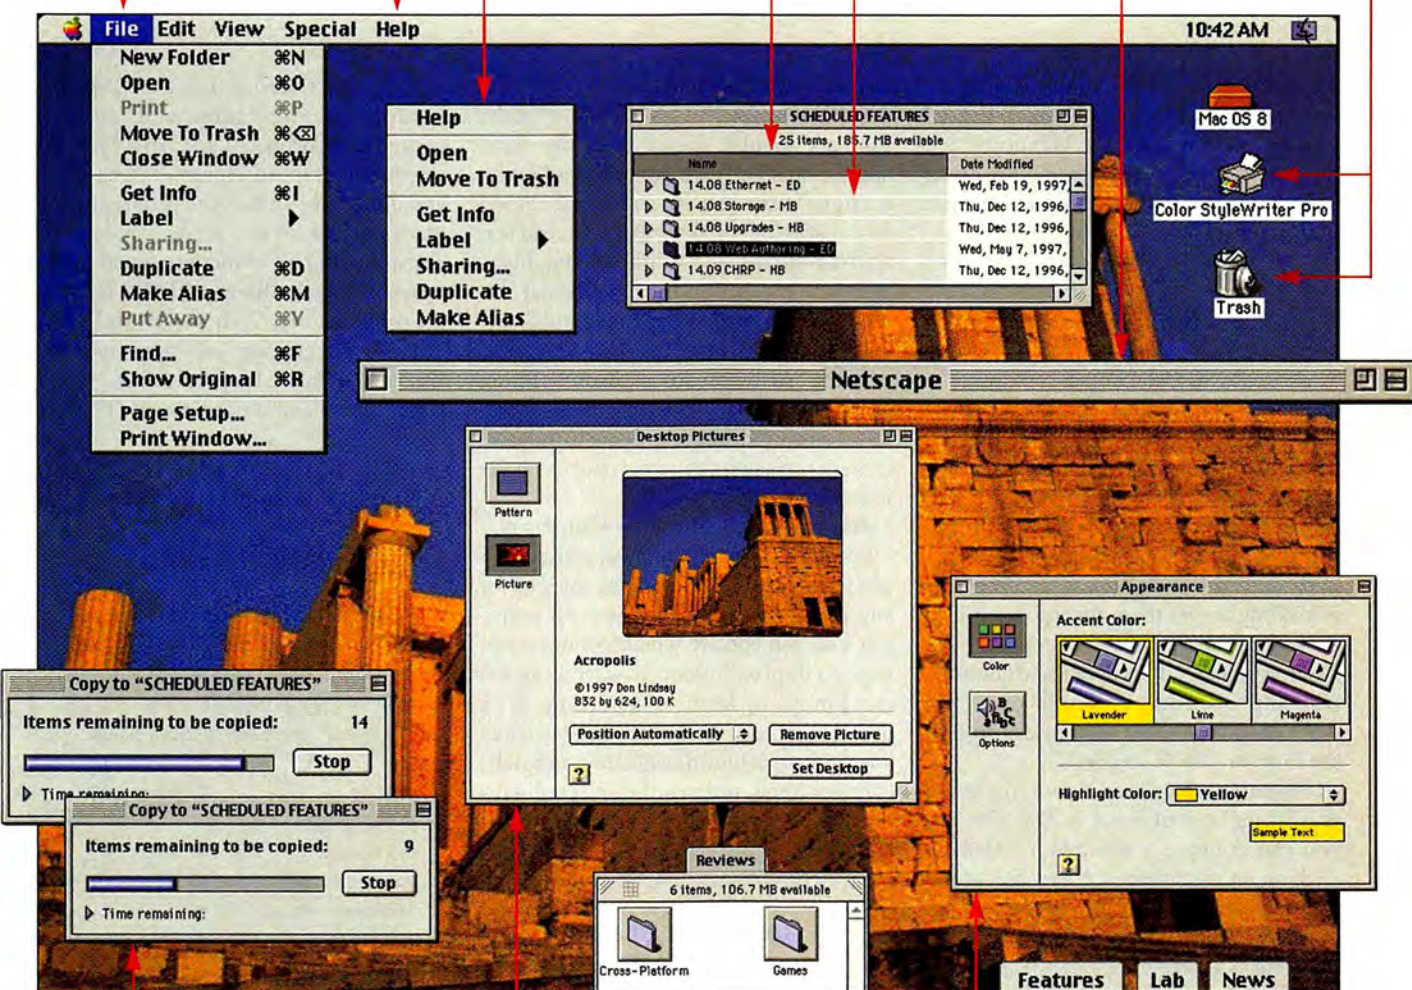 File Edit View Special Help
10:42 AM
New Folder ⌘N
Open ⌘O
Print ⌘P
Move To Trash ⌘⌫
Close Window ⌘W
Get Info ⌘I
Label
Sharing...
Duplicate ⌘D
Make Alias ⌘M
Put Away ⌘Y
Find... ⌘F
Show Original ⌘R
Page Setup...
Print Window...
Help
Open
Move To Trash
Get Info
Label
Sharing...
Duplicate
Make Alias
SCHEDULED FEATURES
25 items, 185.7 MB available
Name Date Modified
14.08 Ethernet - ED Wed, Feb 19, 1997,
14.08 Storage - MB Thu, Dec 12, 1996,
14.08 Upgrades - HB Thu, Dec 12, 1996,
14.08 Web Authoring - ED Wed, May 7, 1997,
14.09 CHRP - HB Thu, Dec 12, 1996,
Mac OS 8
Color StyleWriter Pro
Trash
Netscape
Desktop Pictures
Pattern
Picture
Acropolis
©1997 Don Lindsay
832 by 624, 100 K
Position Automatically
Remove Picture
Set Desktop
?
Appearance
Color
Options
Accent Color:
Lavender
Lime
Magenta
Highlight Color: Yellow
Sample Text
?
Copy to “SCHEDULED FEATURES”
Items remaining to be copied: 14
Stop
Time remaining:
Copy to “SCHEDULED FEATURES”
Items remaining to be copied: 9
Stop
Time remaining:
Reviews
6 items, 106.7 MB available
Cross-Platform
Games
Features
Lab
News